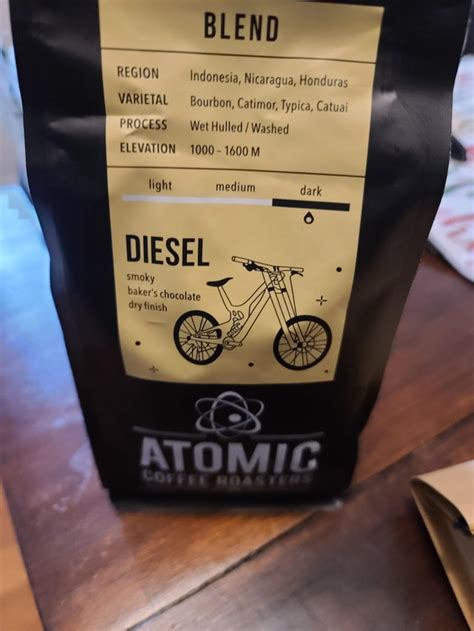 BLEND
REGION Indonesia, Nicaragua, Honduras
VARIETAL Bourbon, Catimor, Typica, Catuai
PROCESS Wet Hulled / Washed
ELEVATION 1000 - 1600 M
light medium dark
DIESEL
smoky
baker's chocolate
dry finish
ATOMIC
COFFEE ROASTERS